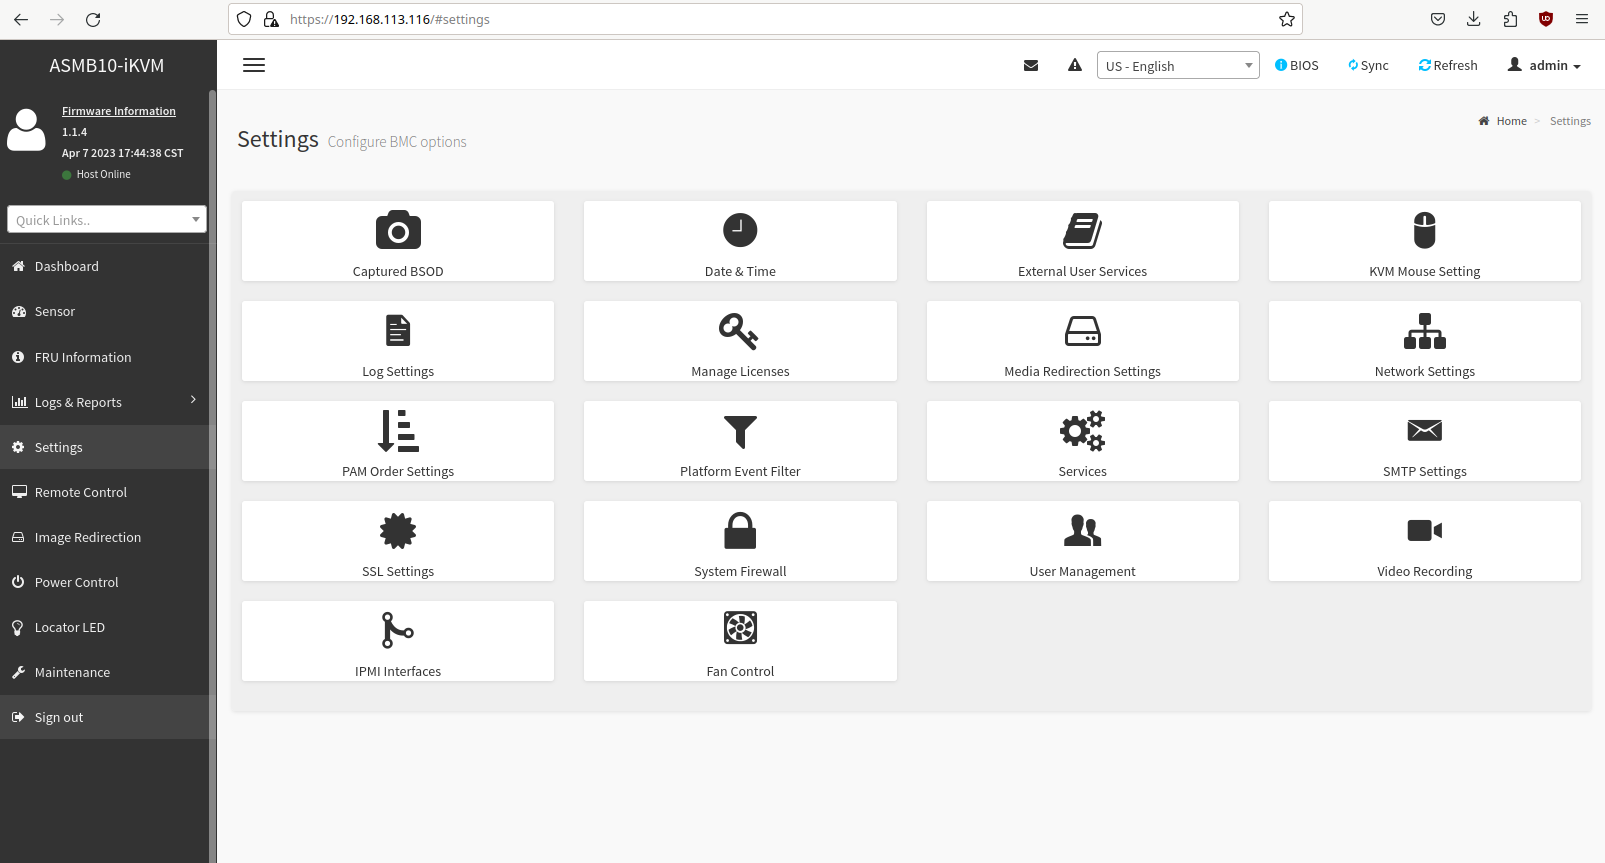 https://192.168.113.116/#settings
ASMB10-iKVM
Firmware Information
1.1.4
Apr 7 2023 17:44:38 CST
Host Online
Quick Links..
Dashboard
Sensor
FRU Information
Logs & Reports
Settings
Remote Control
Image Redirection
Power Control
Locator LED
Maintenance
Sign out
US - English
BIOS
Sync
Refresh
admin
Settings Configure BMC options
Home > Settings
Captured BSOD
Date & Time
External User Services
KVM Mouse Setting
Log Settings
Manage Licenses
Media Redirection Settings
Network Settings
PAM Order Settings
Platform Event Filter
Services
SMTP Settings
SSL Settings
System Firewall
User Management
Video Recording
IPMI Interfaces
Fan Control